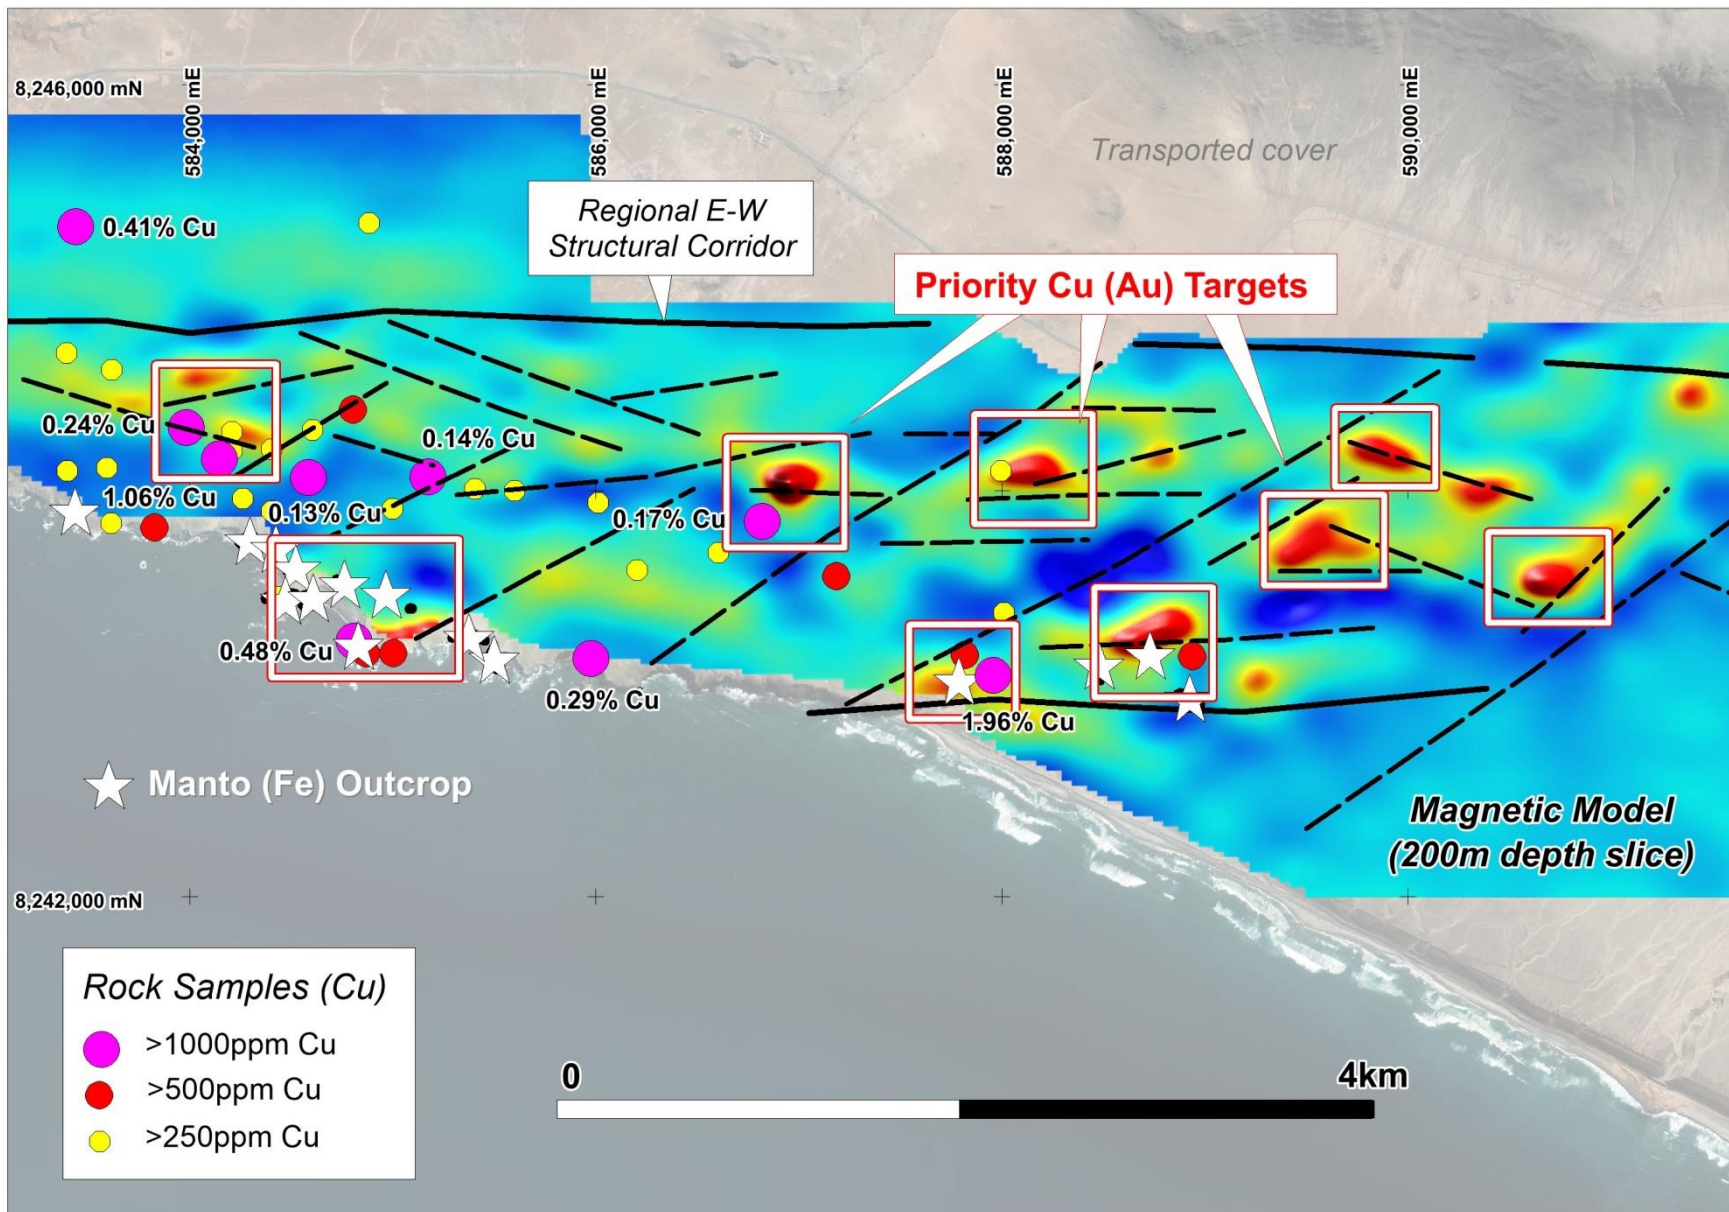 8,246,000 mN
584,000 mE
586,000 mE
588,000 mE
590,000 mE
Transported cover
Regional E-W
Structural Corridor
0.41% Cu
Priority Cu (Au) Targets
0.24% Cu
0.14% Cu
1.06% Cu
0.13% Cu
0.17% Cu
0.48% Cu
0.29% Cu
1.96% Cu
Manto (Fe) Outcrop
Magnetic Model
(200m depth slice)
8,242,000 mN
Rock Samples (Cu)
>1000ppm Cu
>500ppm Cu
>250ppm Cu
0
4km